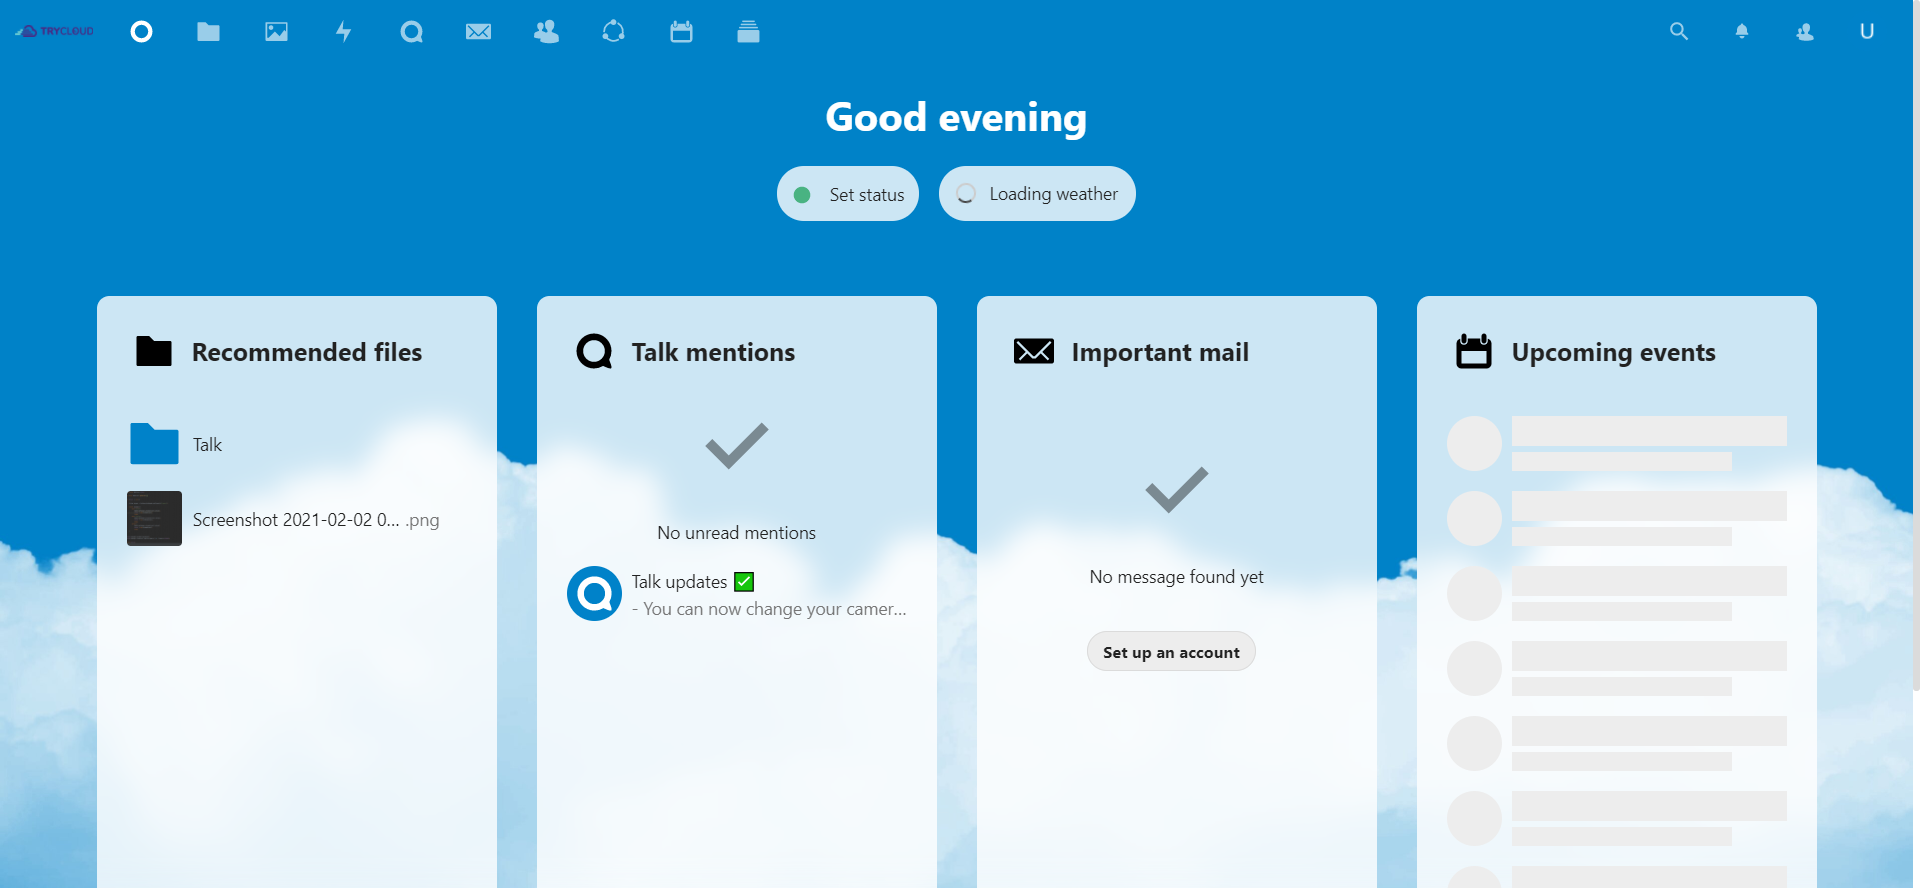 TRYCLOUD
U
Good evening
Set status
Loading weather
Recommended files
Talk
Screenshot 2021-02-02 0... .png
Talk mentions
No unread mentions
Talk updates ✅
- You can now change your camer...
Important mail
No message found yet
Set up an account
Upcoming events